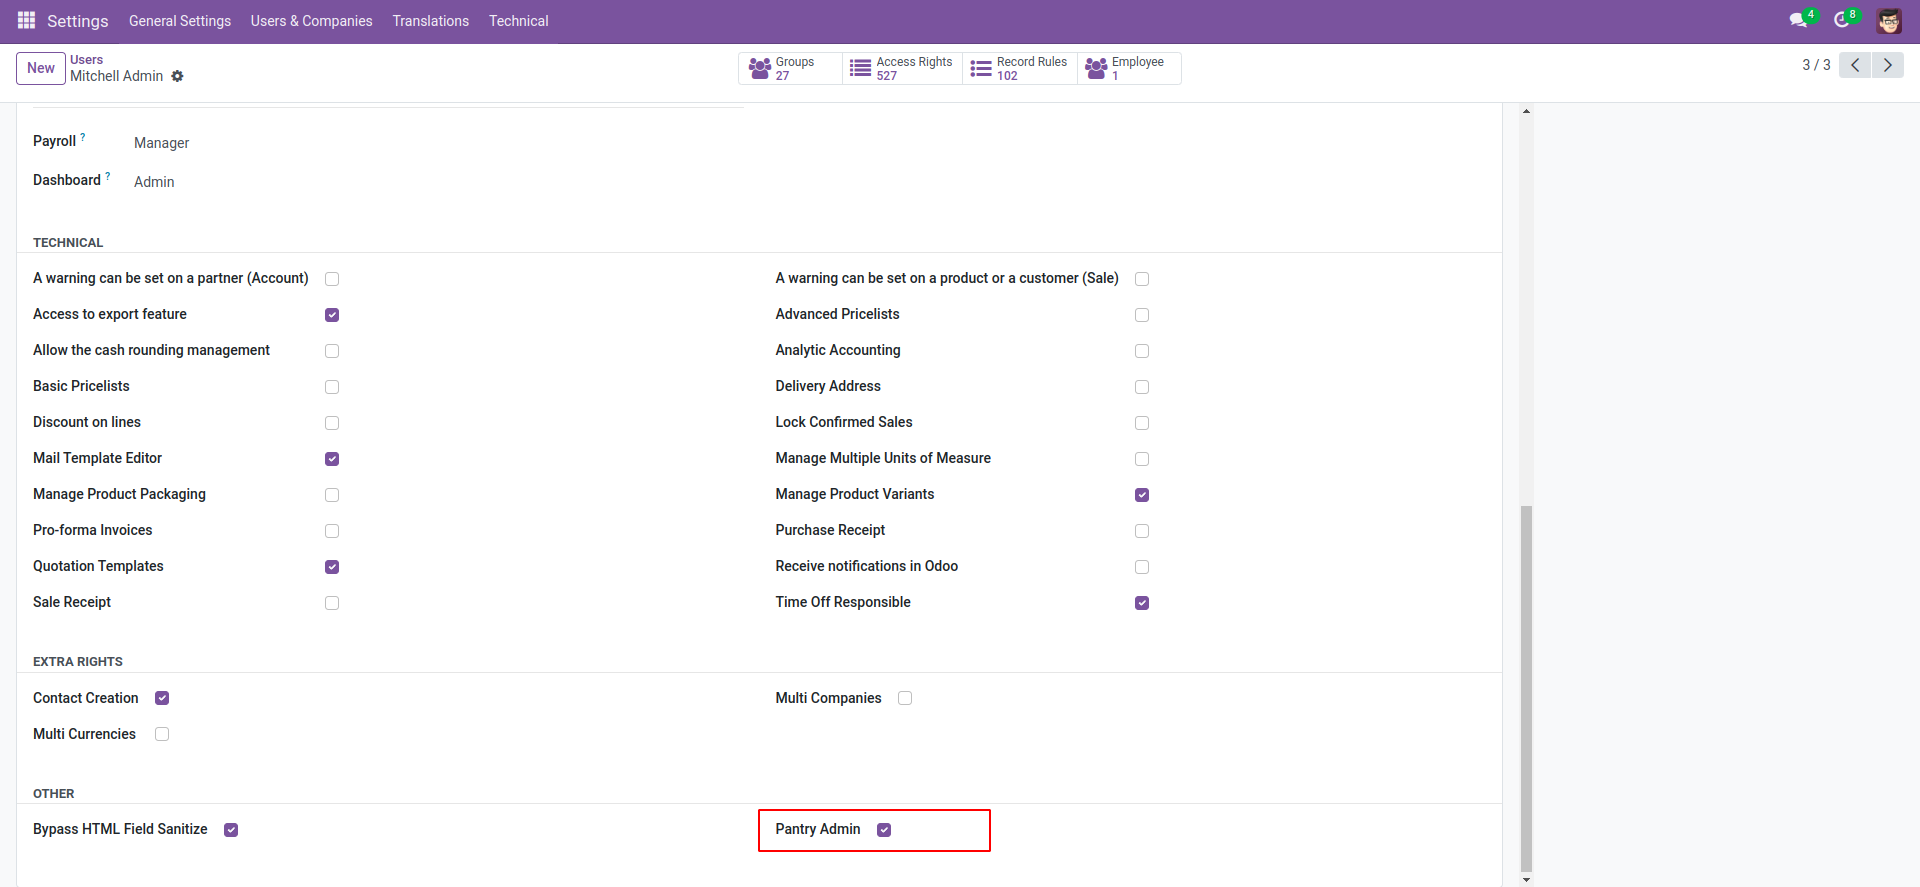 Settings General Settings Users & Companies Translations Technical 4 8
New Users Groups Access Rights Record Rules Employee
Mitchell Admin 27 527 102 1 3 / 3
Payroll ? Manager
Dashboard ? Admin
TECHNICAL
A warning can be set on a partner (Account) A warning can be set on a product or a customer (Sale)
Access to export feature Advanced Pricelists
Allow the cash rounding management Analytic Accounting
Basic Pricelists Delivery Address
Discount on lines Lock Confirmed Sales
Mail Template Editor Manage Multiple Units of Measure
Manage Product Packaging Manage Product Variants
Pro-forma Invoices Purchase Receipt
Quotation Templates Receive notifications in Odoo
Sale Receipt Time Off Responsible
EXTRA RIGHTS
Contact Creation Multi Companies
Multi Currencies
OTHER
Bypass HTML Field Sanitize Pantry Admin